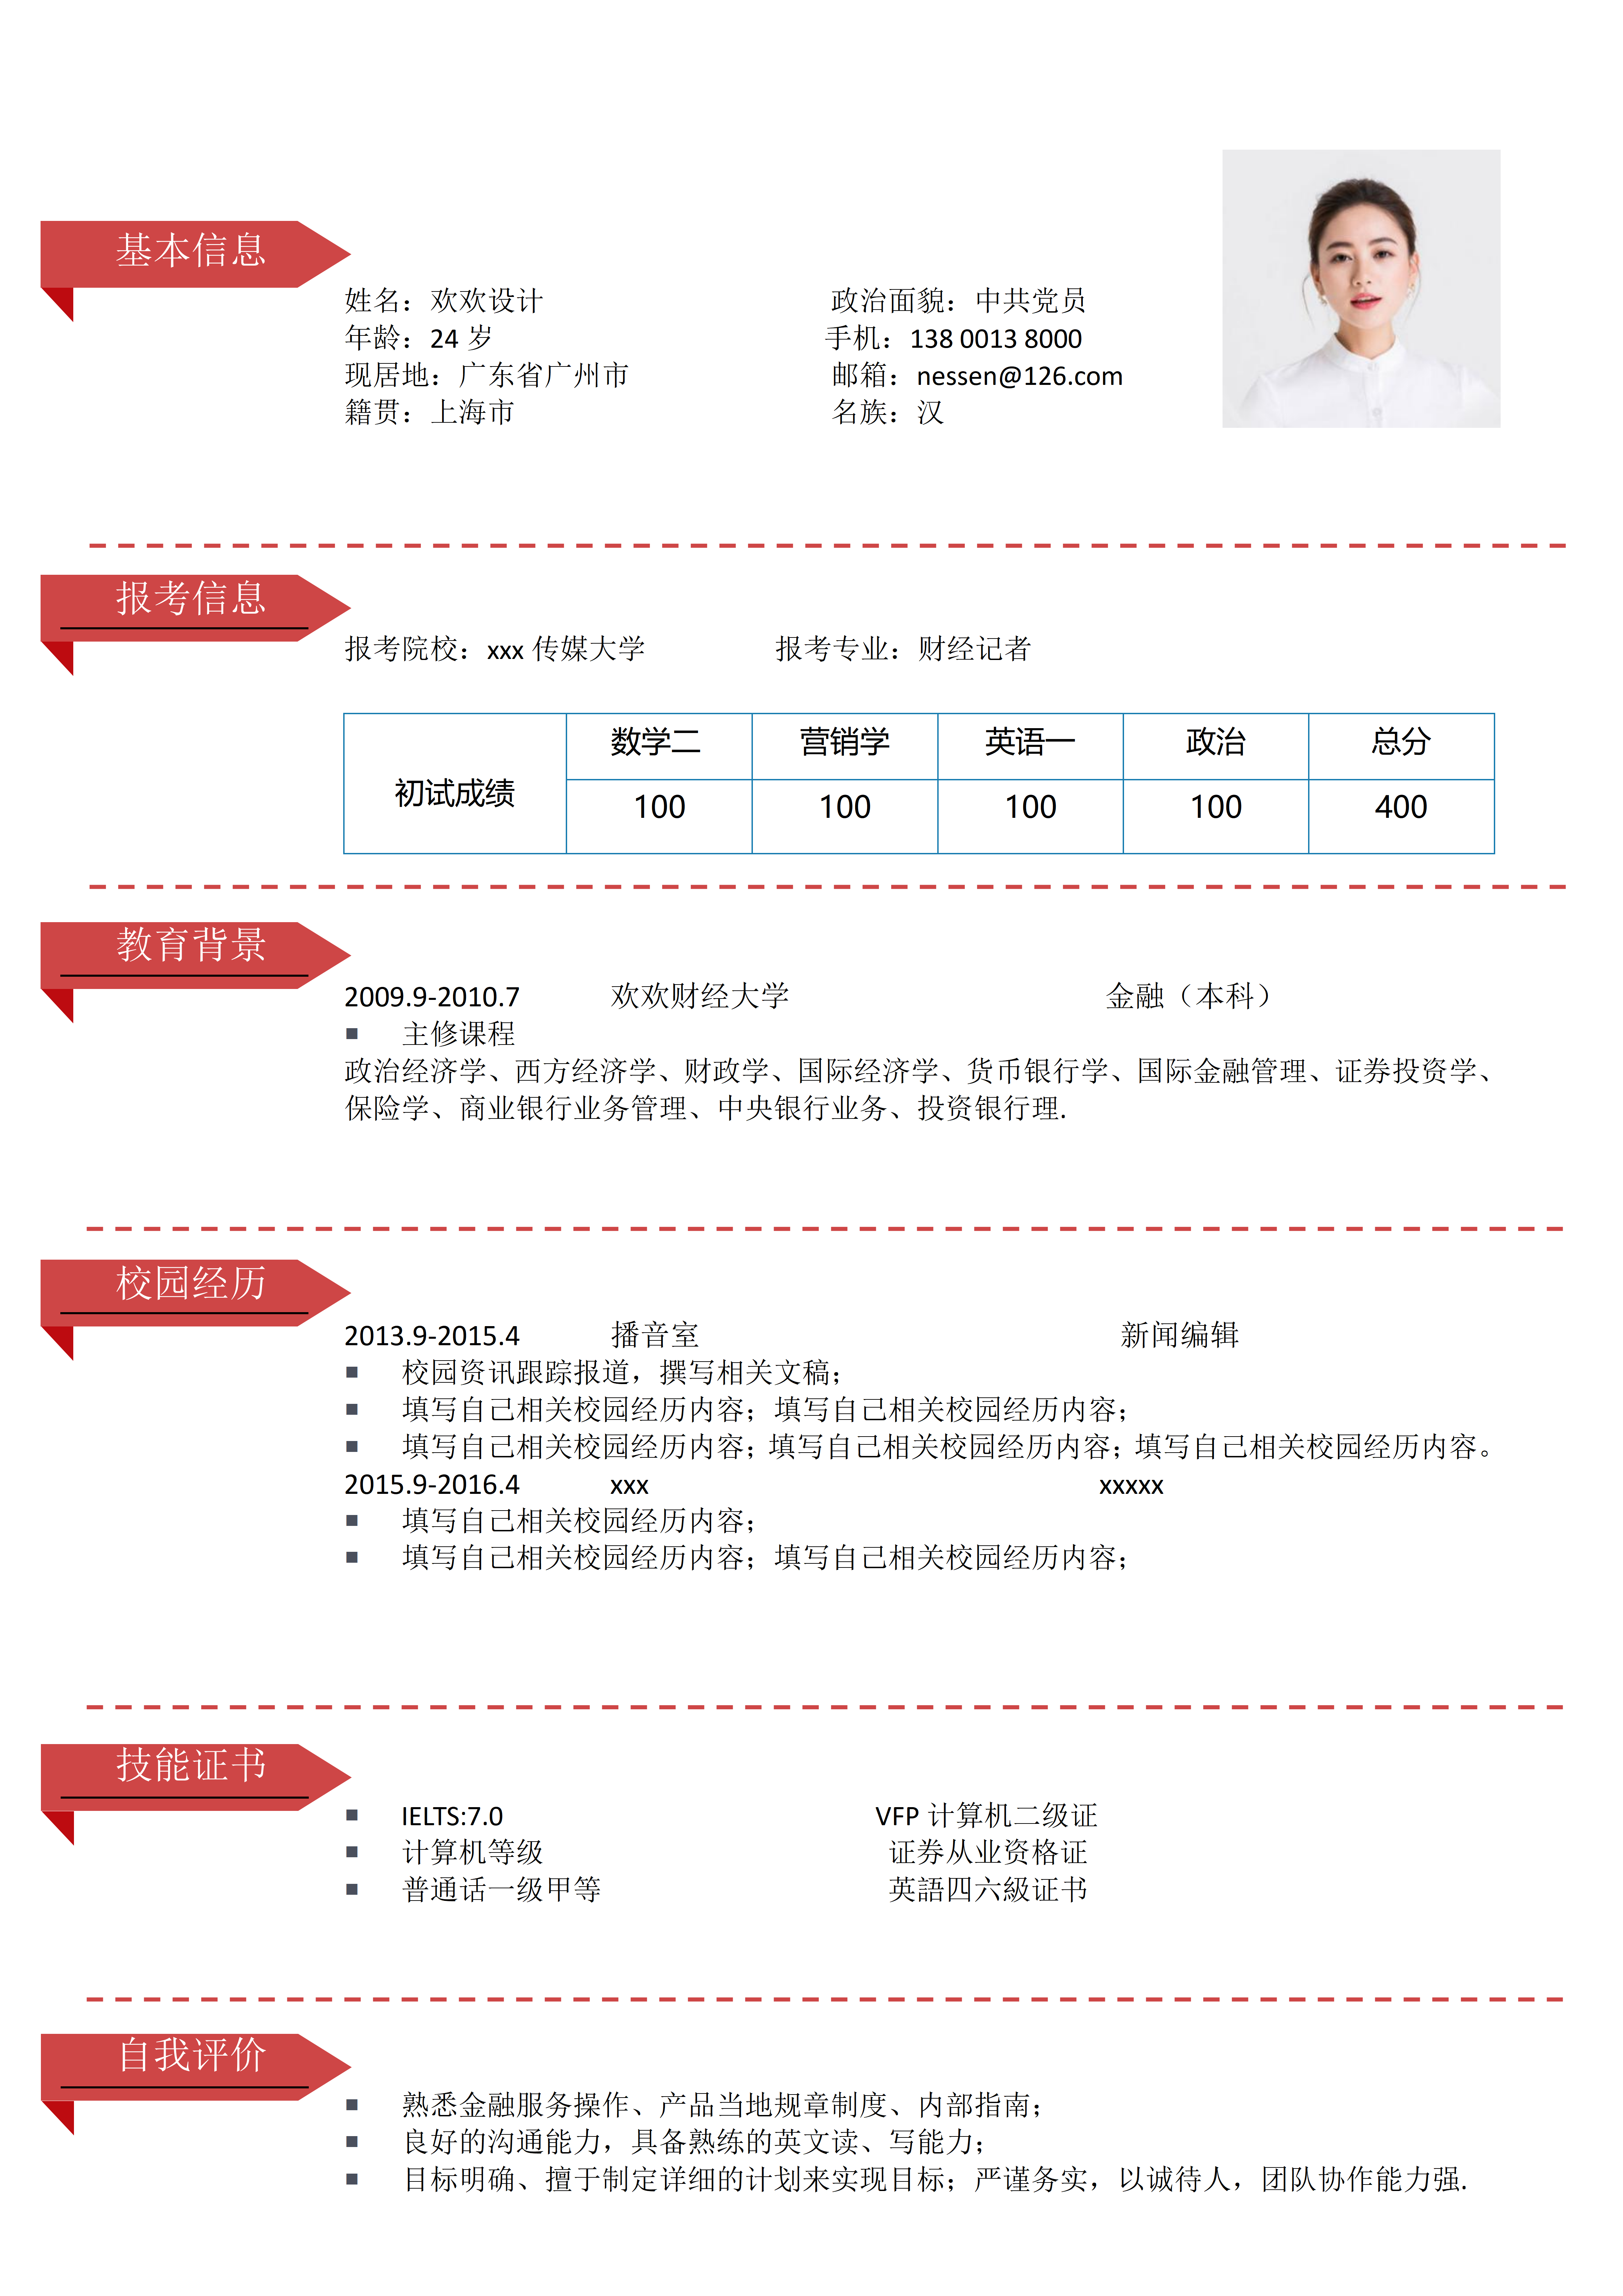 基本信息
姓名：欢欢设计 政治面貌：中共党员
年龄：24 岁 手机：138 0013 8000
现居地：广东省广州市 邮箱：nessen@126.com
籍贯：上海市 名族：汉
报考信息
报考院校：xxx 传媒大学 报考专业：财经记者
初试成绩 数学二 营销学 英语一 政治 总分
100 100 100 100 400
教育背景
2009.9-2010.7 欢欢财经大学 金融（本科）
■ 主修课程
政治经济学、西方经济学、财政学、国际经济学、货币银行学、国际金融管理、证券投资学、
保险学、商业银行业务管理、中央银行业务、投资银行理.
校园经历
2013.9-2015.4 播音室 新闻编辑
■ 校园资讯跟踪报道，撰写相关文稿；
■ 填写自己相关校园经历内容；填写自己相关校园经历内容；
■ 填写自己相关校园经历内容；填写自己相关校园经历内容；填写自己相关校园经历内容。
2015.9-2016.4 xxx xxxxx
■ 填写自己相关校园经历内容；
■ 填写自己相关校园经历内容；填写自己相关校园经历内容；
技能证书
■ IELTS:7.0 VFP 计算机二级证
■ 计算机等级 证券从业资格证
■ 普通话一级甲等 英語四六級证书
自我评价
■ 熟悉金融服务操作、产品当地规章制度、内部指南；
■ 良好的沟通能力，具备熟练的英文读、写能力；
■ 目标明确、擅于制定详细的计划来实现目标；严谨务实，以诚待人，团队协作能力强.